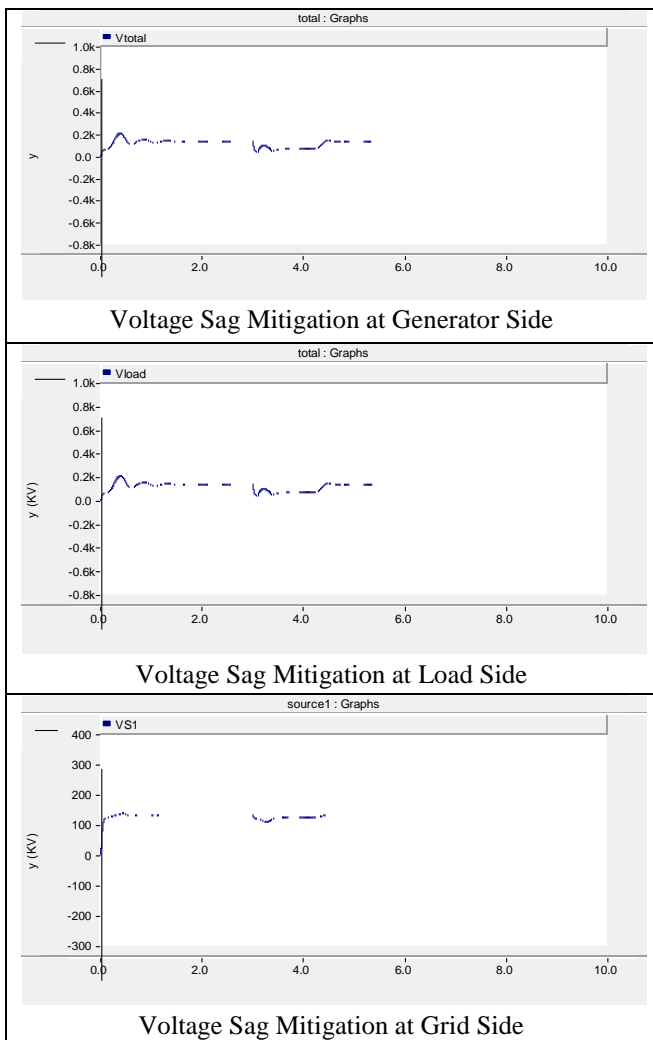 total : Graphs
Vtotal
1.0k
0.8k
0.6k
0.4k
0.2k
0.0
-0.2k
-0.4k
-0.6k
-0.8k
y
0.0 2.0 4.0 6.0 8.0 10.0
Voltage Sag Mitigation at Generator Side
total : Graphs
Vload
1.0k
0.8k
0.6k
0.4k
0.2k
0.0
-0.2k
-0.4k
-0.6k
-0.8k
y (KV)
0.0 2.0 4.0 6.0 8.0 10.0
Voltage Sag Mitigation at Load Side
source1 : Graphs
VS1
400
300
200
100
0
-100
-200
-300
y (KV)
0.0 2.0 4.0 6.0 8.0 10.0
Voltage Sag Mitigation at Grid Side